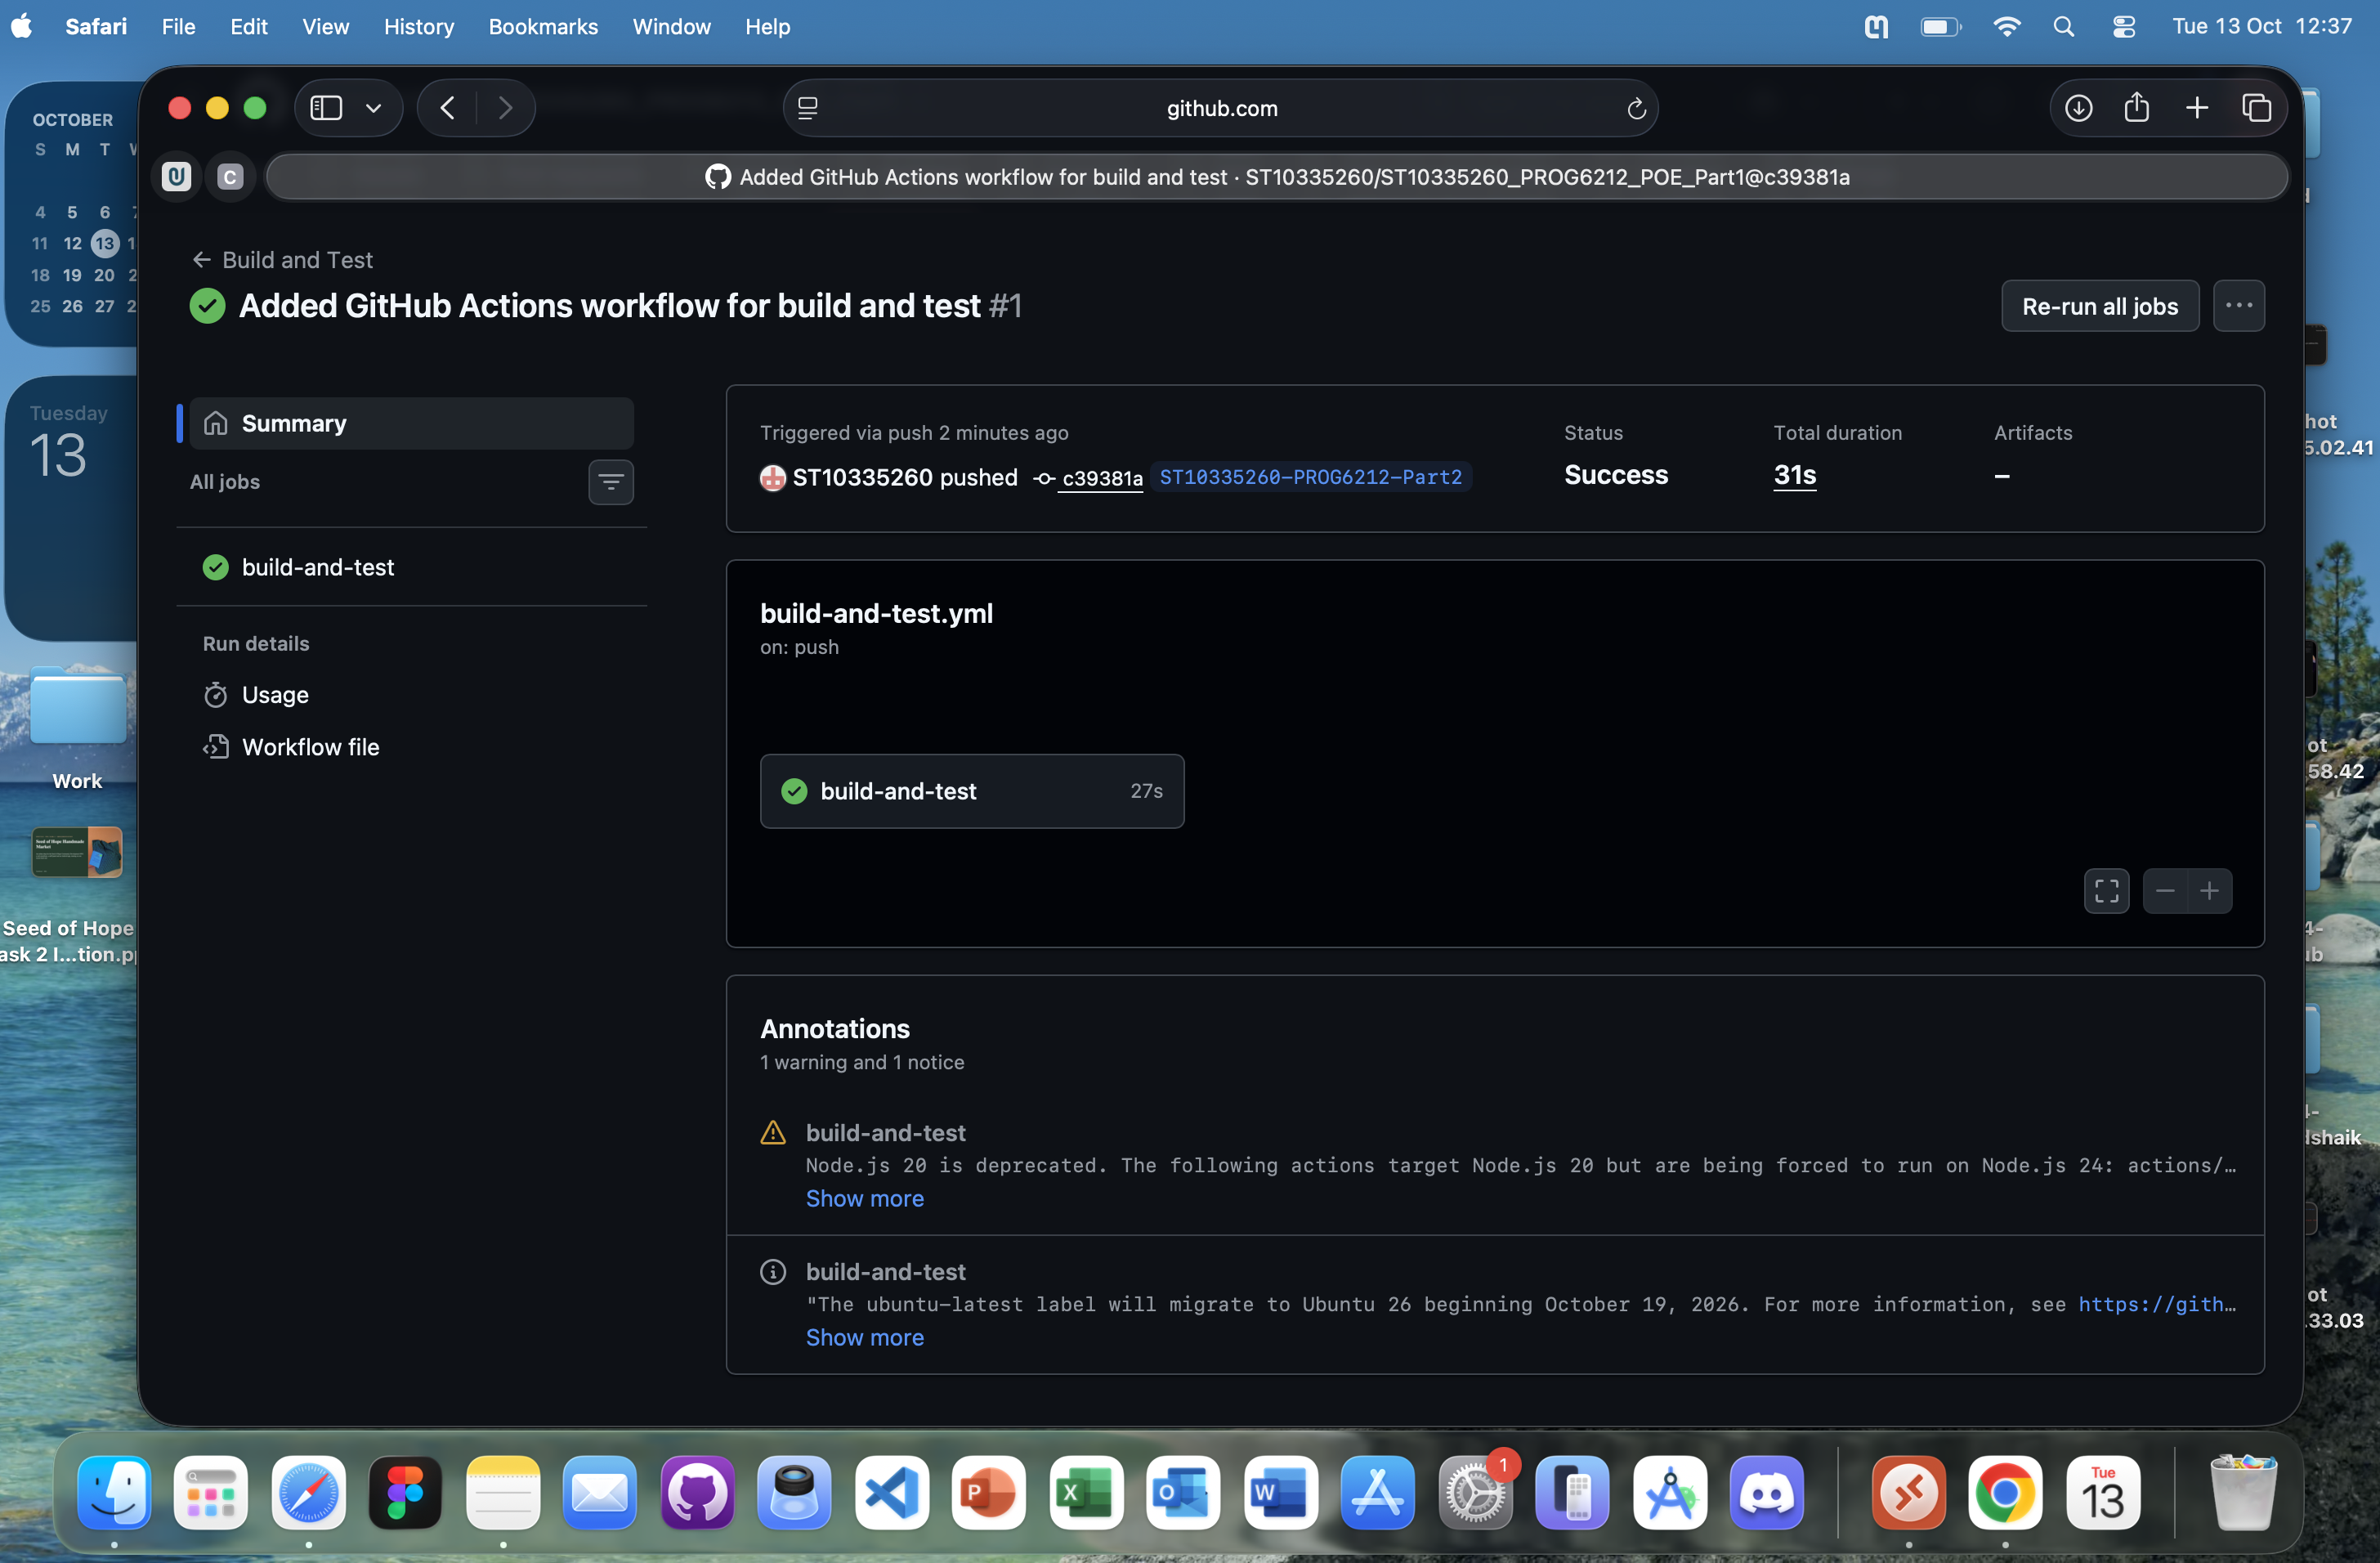 Safari File Edit View History Bookmarks Window Help
Tue 13 Oct 12:37
OCTOBER
S M T
4 5 6
11 12 13
18 19 20
25 26 27
Tuesday
13
Work
Seed of Hope
github.com
C
Added GitHub Actions workflow for build and test · ST10335260/ST10335260_PROG6212_POE_Part1@c39381a
Build and Test
Added GitHub Actions workflow for build and test #1
Re-run all jobs
Summary
All jobs
build-and-test
Run details
Usage
Workflow file
Triggered via push 2 minutes ago
ST10335260 pushed c39381a ST10335260-PROG6212-Part2
Status
Success
Total duration
31s
Artifacts
–
build-and-test.yml
on: push
build-and-test 27s
Annotations
1 warning and 1 notice
build-and-test
Node.js 20 is deprecated. The following actions target Node.js 20 but are being forced to run on Node.js 24: actions/…
Show more
build-and-test
"The ubuntu-latest label will migrate to Ubuntu 26 beginning October 19, 2026. For more information, see https://gith…
Show more
5.02.41
58.42
33.03
1
Tue
13